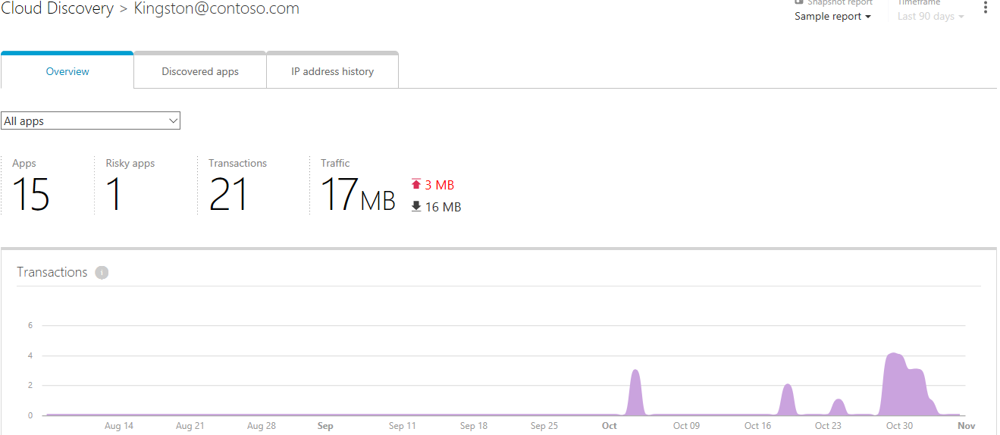 Cloud Discovery > Kingston@contoso.com
Snapshot report
Timeframe
Sample report
Last 90 days
Overview
Discovered apps
IP address history
All apps
Apps
Risky apps
Transactions
Traffic
15
1
21
17 MB
3 MB
16 MB
Transactions
6
4
2
0
Aug 14
Aug 21
Aug 28
Sep
Sep 11
Sep 18
Sep 25
Oct
Oct 09
Oct 16
Oct 23
Oct 30
Nov